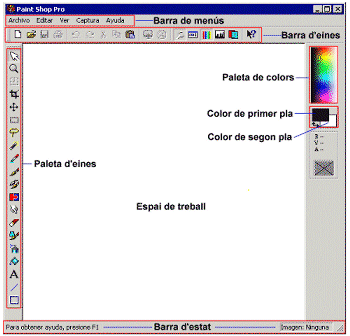 Paint Shop Pro
Archivo Editar Ver Captura Ayuda
Barra de menús
Barra d'eines
Paleta de colors
Color de primer pla
Color de segon pla
R --
V --
A --
Paleta d'eines
Espai de treball
Para obtener ayuda, presione F1
Barra d'estat
Imagen: Ninguna